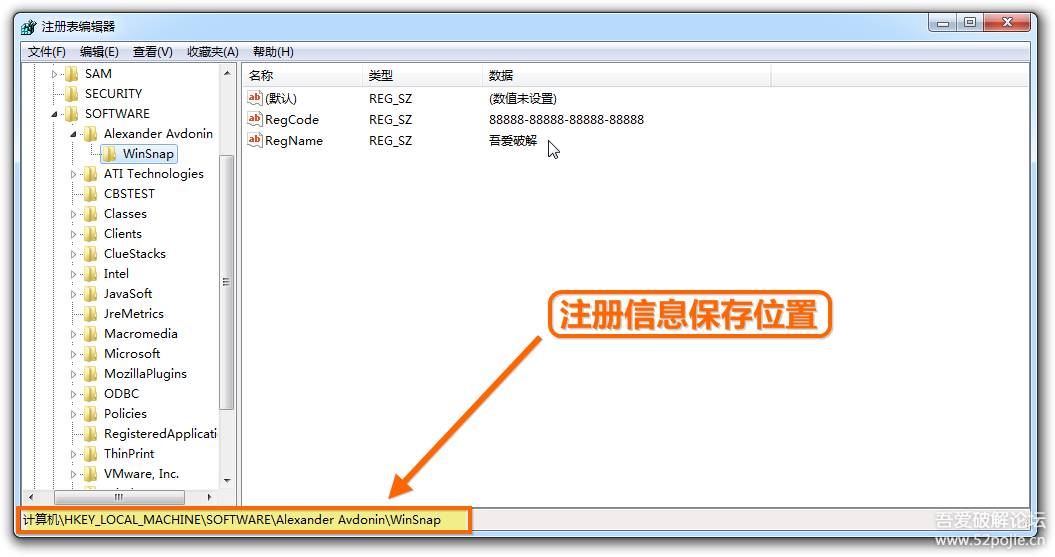 注册表编辑器
文件(F) 编辑(E) 查看(V) 收藏夹(A) 帮助(H)
SAM
SECURITY
SOFTWARE
Alexander Avdonin
WinSnap
ATI Technologies
CBSTEST
Classes
Clients
ClueStacks
Intel
JavaSoft
JreMetrics
Macromedia
Microsoft
MozillaPlugins
ODBC
Policies
RegisteredApplicati
ThinPrint
VMware, Inc.
名称 类型 数据
ab (默认) REG_SZ (数值未设置)
ab RegCode REG_SZ 88888-88888-88888-88888
ab RegName REG_SZ 吾爱破解
注册信息保存位置
计算机\HKEY_LOCAL_MACHINE\SOFTWARE\Alexander Avdonin\WinSnap
吾爱破解论坛
www.52pojie.cn